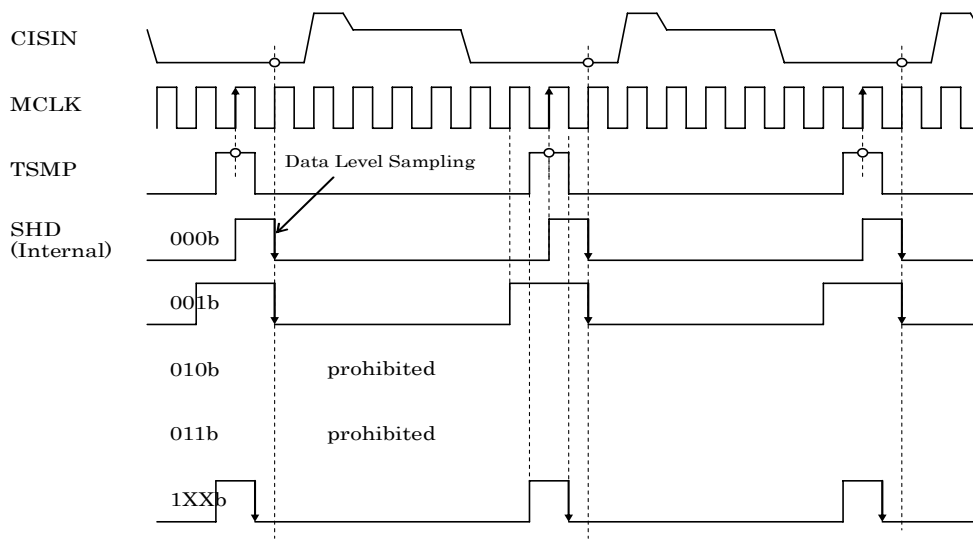 CISIN
MCLK
TSMP
Data Level Sampling
SHD
(Internal)
000b
001b
010b prohibited
011b prohibited
1XXb